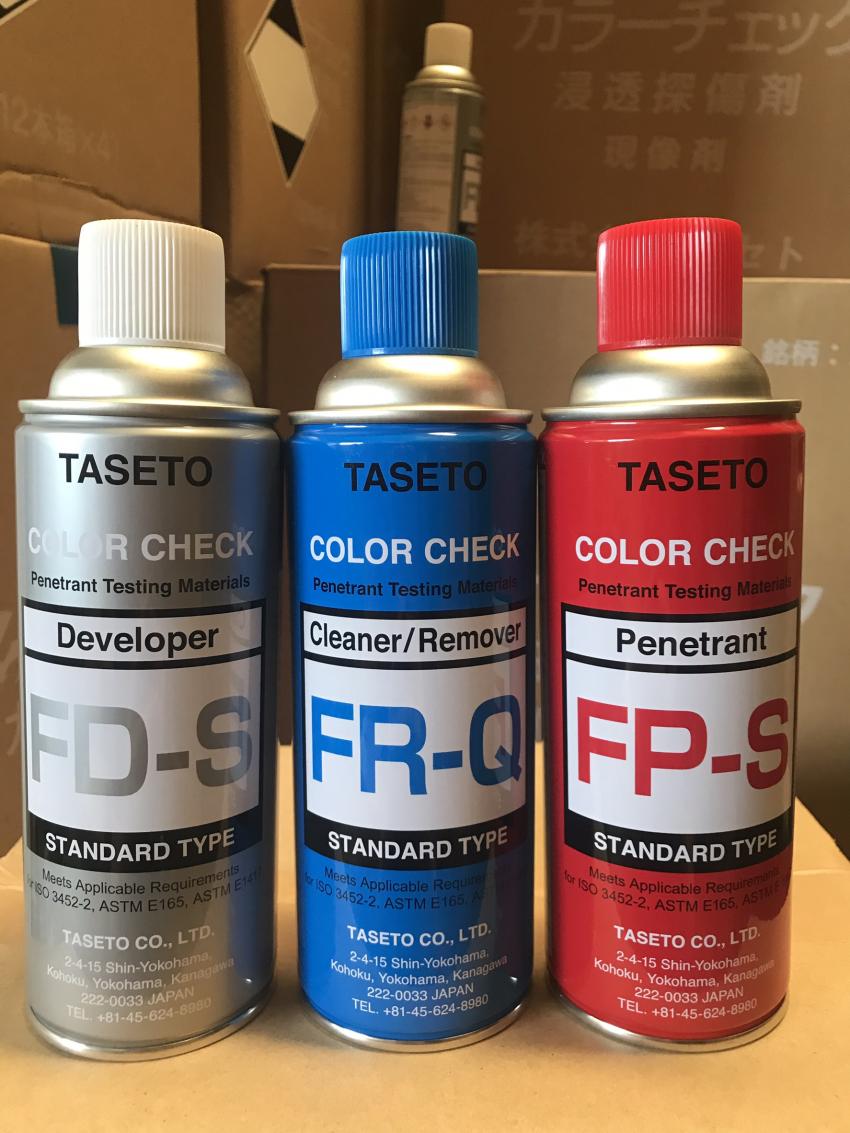 12本箱×4
カラーチェック
浸透探傷剤
現像剤
株式
セト
銘柄：
TASETO
COLOR CHECK
Penetrant Testing Materials
Developer
FD-S
STANDARD TYPE
Meets Applicable Requirements
for ISO 3452-2, ASTM E165, ASTM E1417
TASETO CO., LTD.
2-4-15 Shin-Yokohama,
Kohoku, Yokohama, Kanagawa
222-0033 JAPAN
TEL. +81-45-624-8980
TASETO
COLOR CHECK
Penetrant Testing Materials
Cleaner/Remover
FR-Q
STANDARD TYPE
Meets Applicable Requirements
for ISO 3452-2, ASTM E165,
TASETO CO., LTD.
2-4-15 Shin-Yokohama,
Kohoku, Yokohama, Kanagawa
222-0033 JAPAN
TEL. +81-45-624-8980
TASETO
COLOR CHECK
Penetrant Testing Materials
Penetrant
FP-S
STANDARD TYPE
Meets Applicable Requirements
for ISO 3452-2, ASTM E165,
TASETO CO., LTD.
2-4-15 Shin-Yokohama,
Kohoku, Yokohama, Kanagawa
222-0033 JAPAN
TEL. +81-45-624-8980